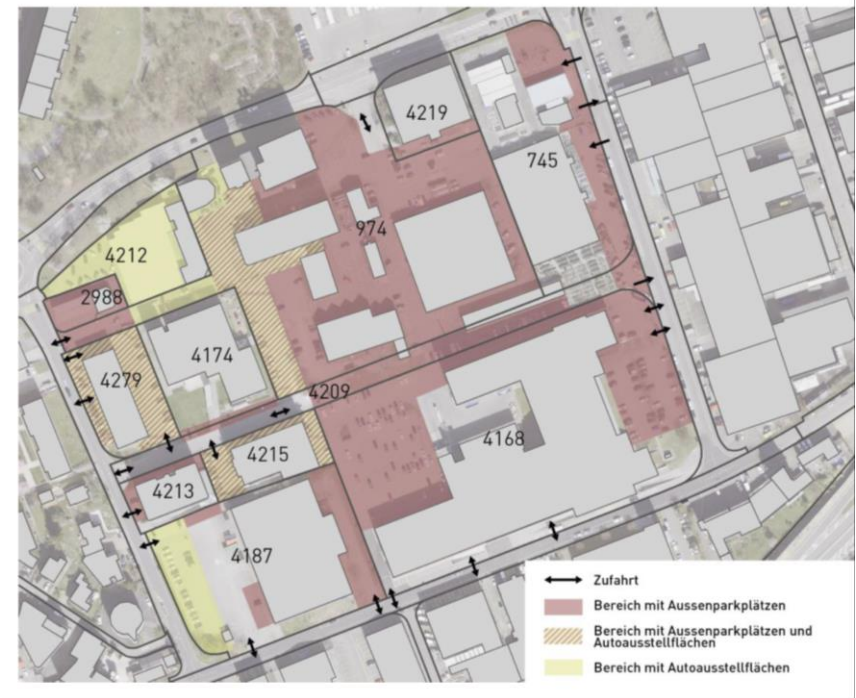 4219
745
974
4212
2988
4174
4279
4209
4215
4168
4213
4187
Zufahrt
Bereich mit Aussenparkplätzen
Bereich mit Aussenparkplätzen und
Autoausstellflächen
Bereich mit Autoausstellflächen